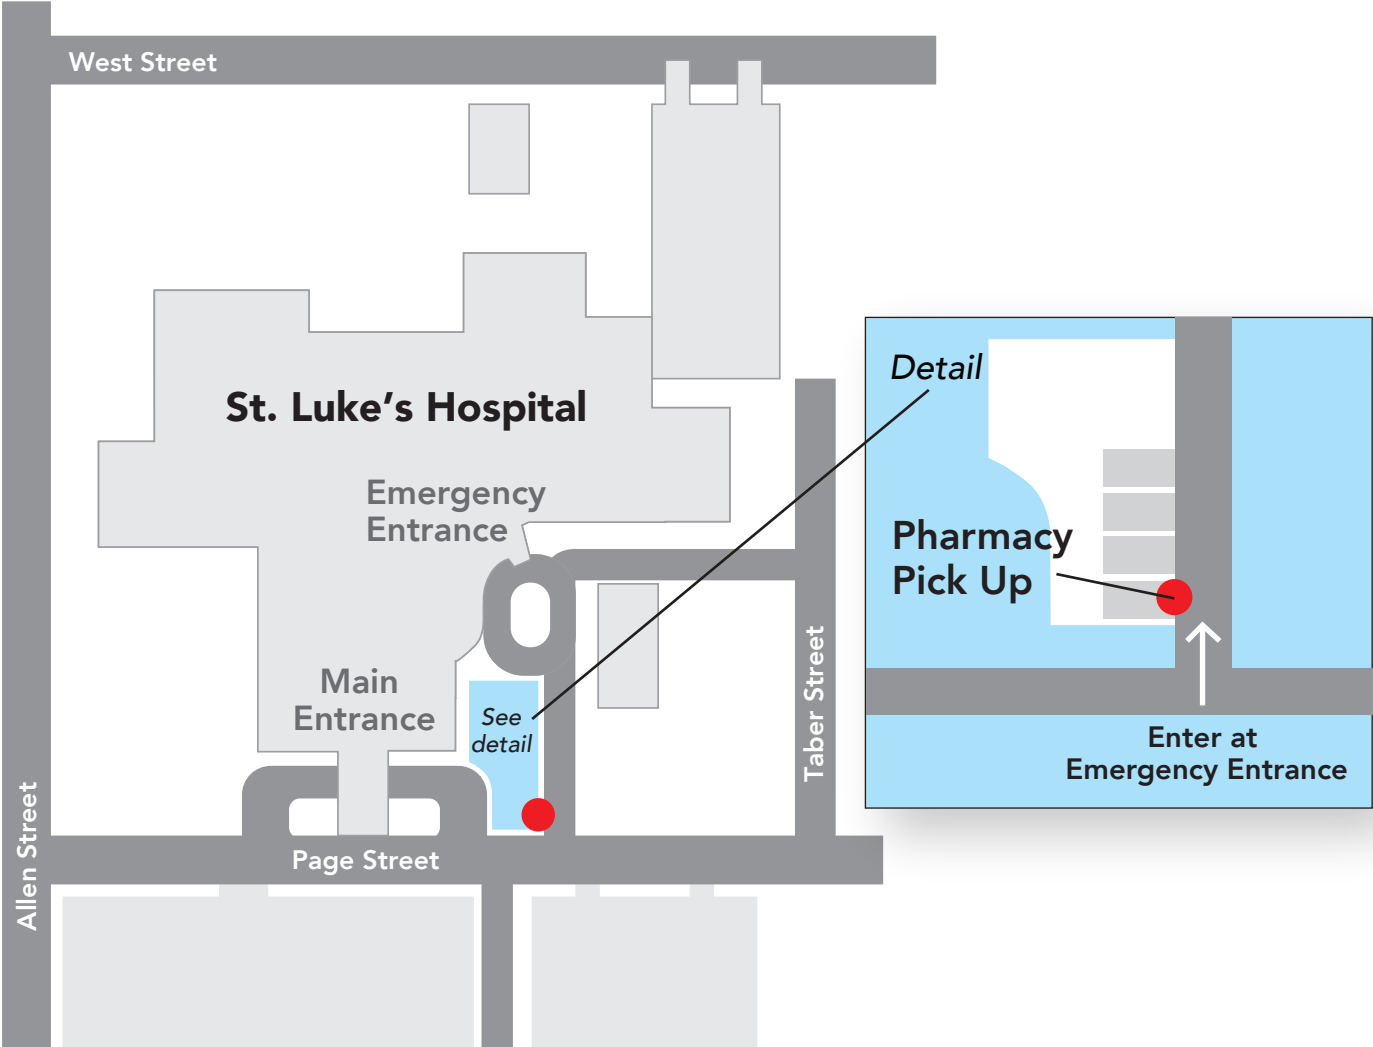 West Street
St. Luke's Hospital
Emergency
Entrance
Main
Entrance
See
detail
Page Street
Allen Street
Taber Street
Detail
Pharmacy
Pick Up
Enter at
Emergency Entrance